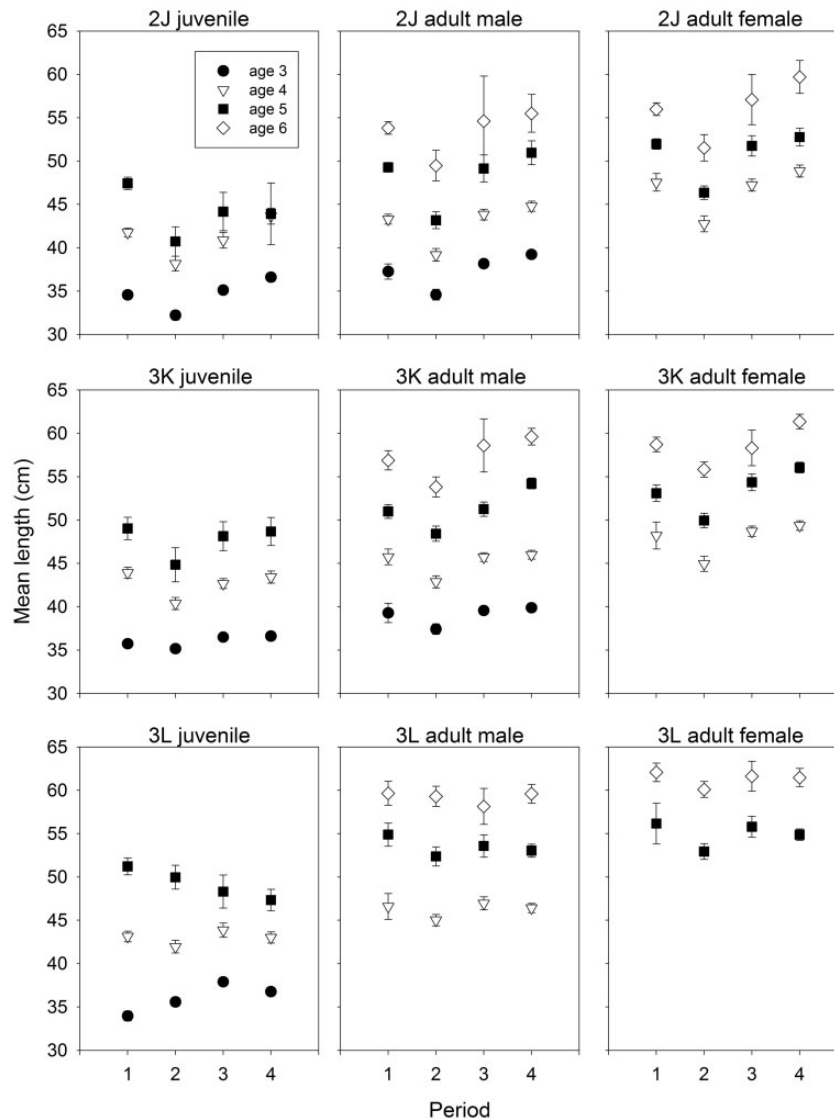 2J juvenile
2J adult male
2J adult female
65
60
55
50
45
40
35
30
age 3
age 4
age 5
age 6
3K juvenile
3K adult male
3K adult female
65
60
55
50
45
40
35
30
Mean length (cm)
3L juvenile
3L adult male
3L adult female
65
60
55
50
45
40
35
30
1 2 3 4
1 2 3 4
1 2 3 4
Period